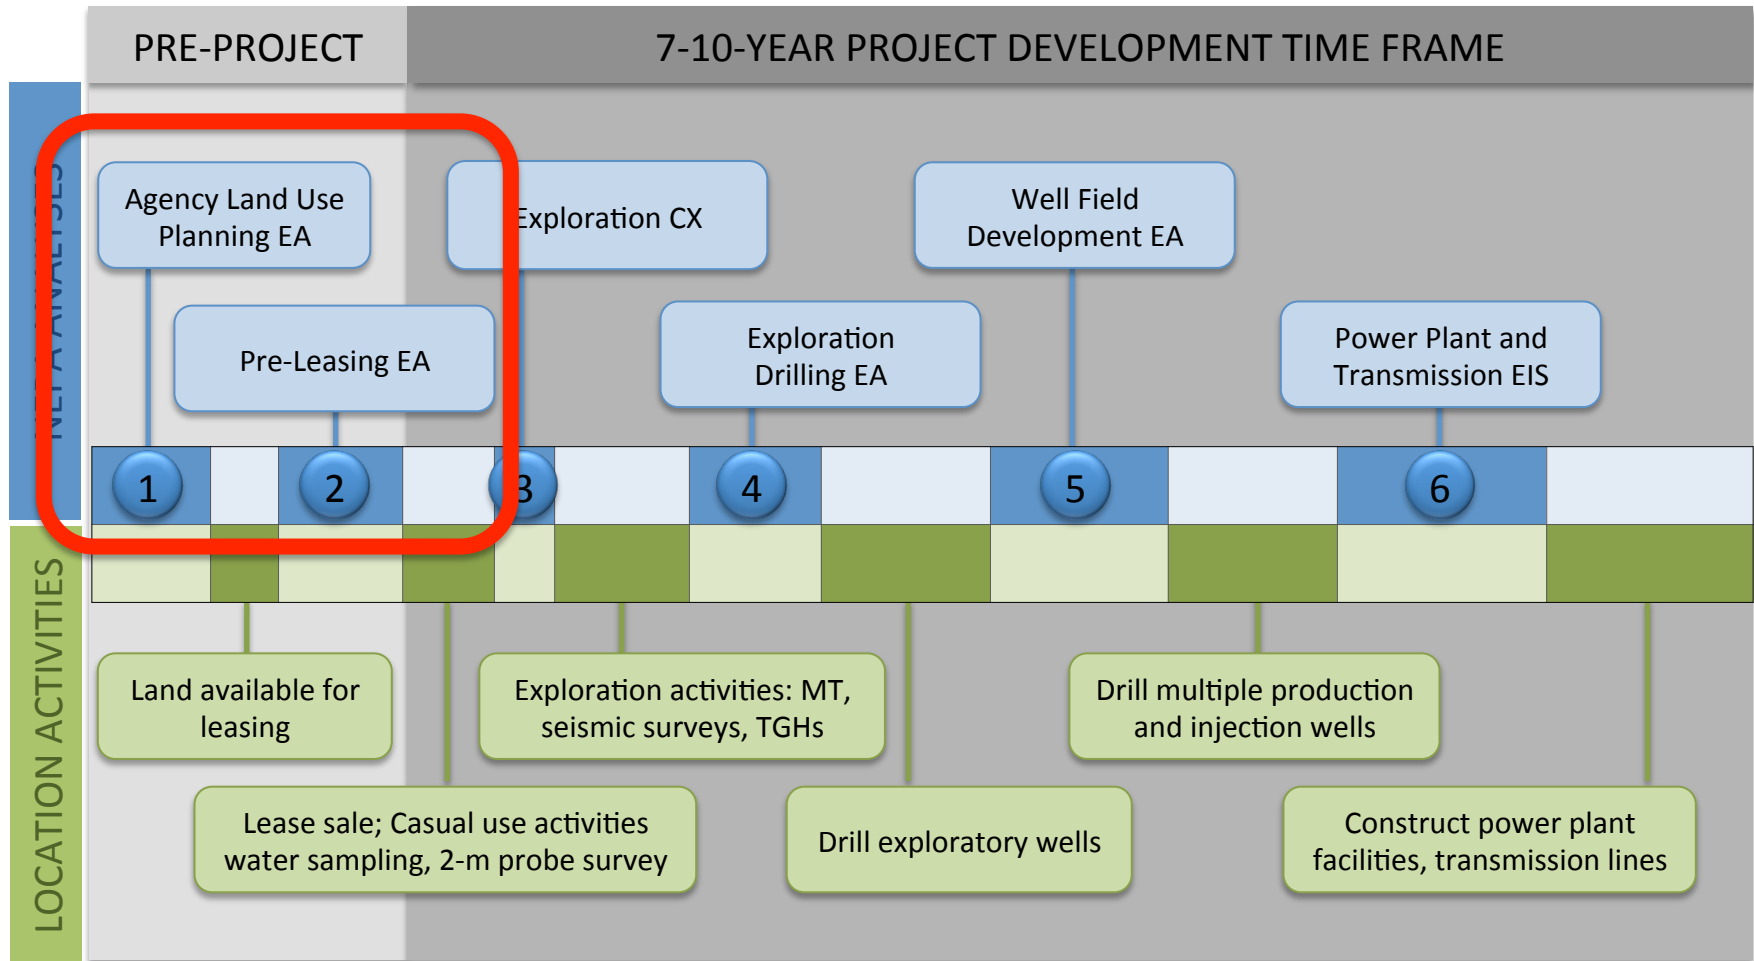 PRE-PROJECT
7-10-YEAR PROJECT DEVELOPMENT TIME FRAME
NEPA ANALYSES
Agency Land Use
Planning EA
Exploration CX
Well Field
Development EA
Pre-Leasing EA
Exploration
Drilling EA
Power Plant and
Transmission EIS
1
2
3
4
5
6
LOCATION ACTIVITIES
Land available for
leasing
Exploration activities: MT,
seismic surveys, TGHs
Drill multiple production
and injection wells
Lease sale; Casual use activities
water sampling, 2-m probe survey
Drill exploratory wells
Construct power plant
facilities, transmission lines